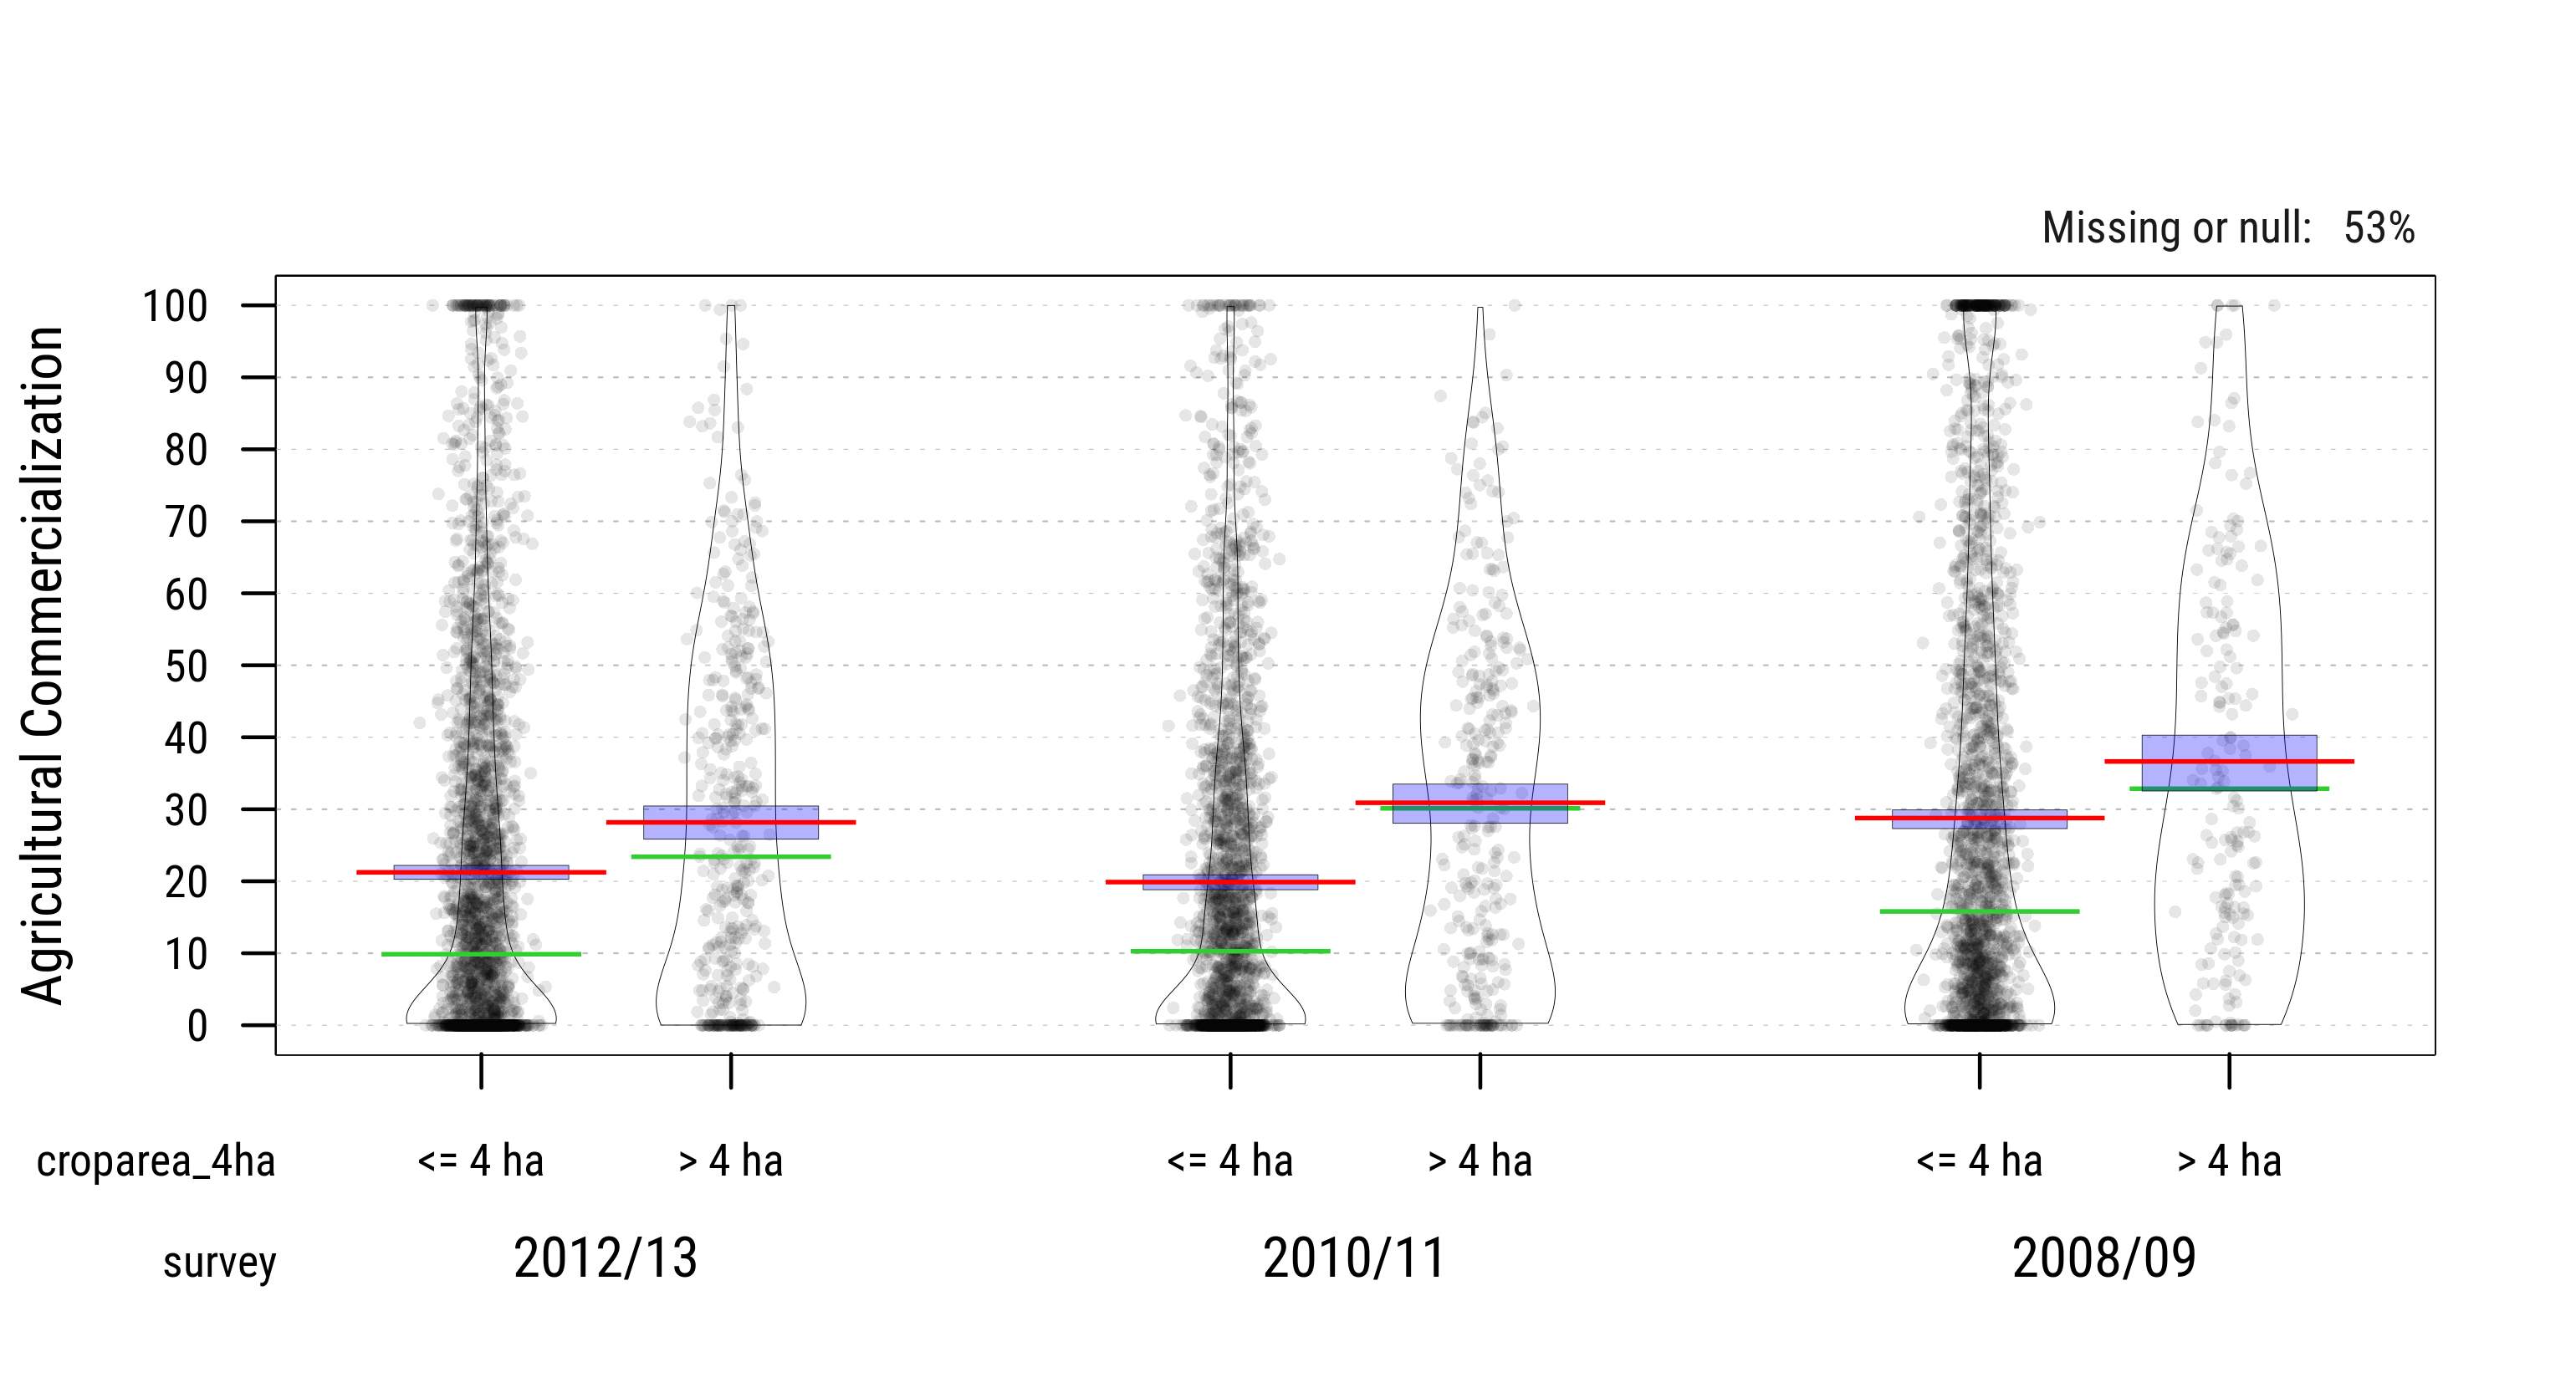 Missing or null: 53%
Agricultural Commercialization
100
90
80
70
60
50
40
30
20
10
0
croparea_4ha <= 4 ha > 4 ha <= 4 ha > 4 ha <= 4 ha > 4 ha
survey 2012/13 2010/11 2008/09